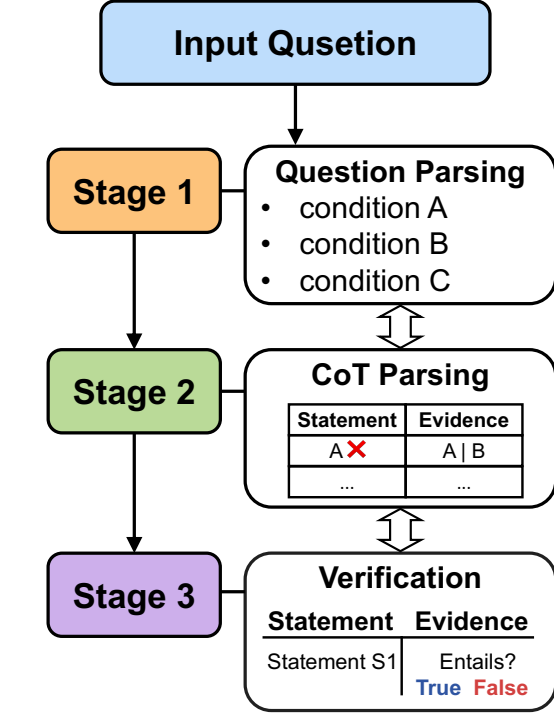 Input Qusetion
Stage 1
Question Parsing
• condition A
• condition B
• condition C
Stage 2
CoT Parsing
Statement Evidence
A ❌ A | B
... ...
Stage 3
Verification
Statement Evidence
Statement S1 Entails?
True False